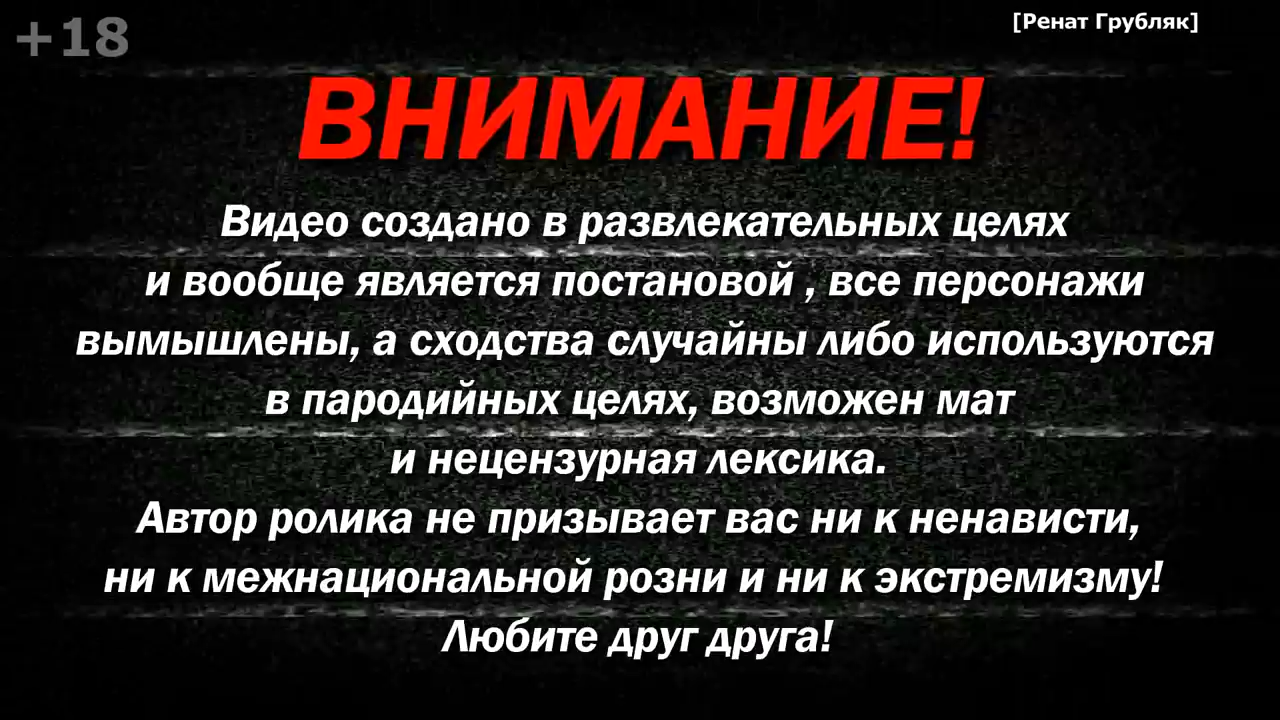 +18
[Ренат Грубляк]
ВНИМАНИЕ!
Видео создано в развлекательных целях
и вообще является постановой , все персонажи
вымышлены, а сходства случайны либо используются
в пародийных целях, возможен мат
и нецензурная лексика.
Автор ролика не призывает вас ни к ненависти,
ни к межнациональной розни и ни к экстремизму!
Любите друг друга!